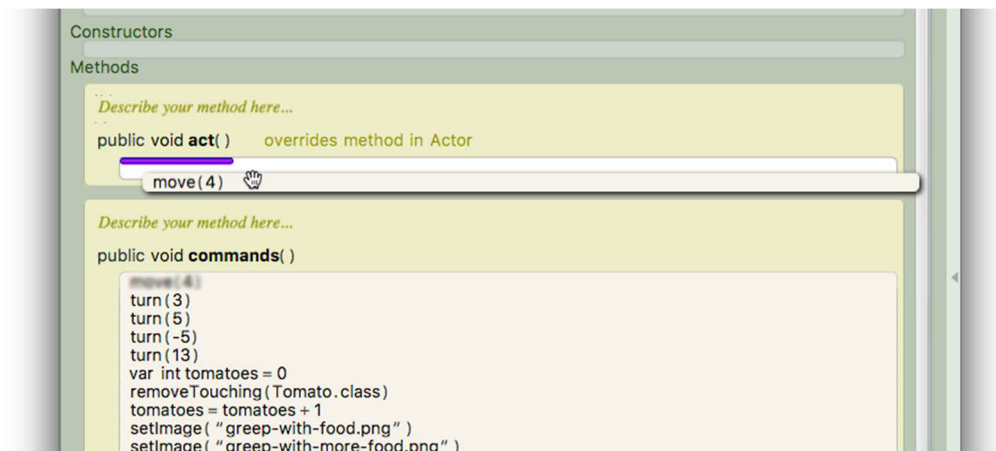 Constructors
Methods
Describe your method here...
public void act( ) overrides method in Actor
move(4)
Describe your method here...
public void commands( )
move(4)
turn(3)
turn(5)
turn(-5)
turn(13)
var int tomatoes = 0
removeTouching(Tomato.class)
tomatoes = tomatoes + 1
setImage( “greep-with-food.png” )
setImage( “greep-with-more-food.png” )